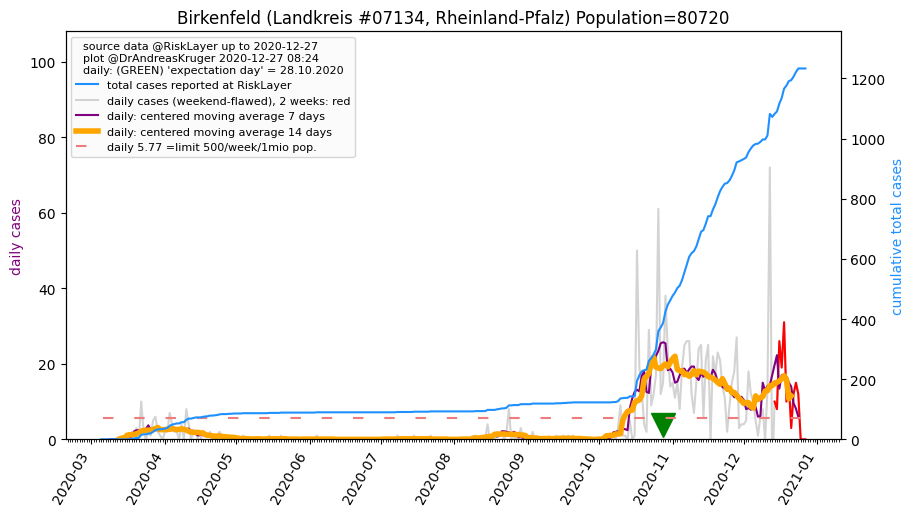 Birkenfeld (Landkreis #07134, Rheinland-Pfalz) Population=80720
source data @RiskLayer up to 2020-12-27
plot @DrAndreasKruger 2020-12-27 08:24
daily: (GREEN) 'expectation day' = 28.10.2020
total cases reported at RiskLayer
daily cases (weekend-flawed), 2 weeks: red
daily: centered moving average 7 days
daily: centered moving average 14 days
daily 5.77 =limit 500/week/1mio pop.
daily cases
100
80
60
40
20
0
cumulative total cases
1200
1000
800
600
400
200
0
2020-03
2020-04
2020-05
2020-06
2020-07
2020-08
2020-09
2020-10
2020-11
2020-12
2021-01